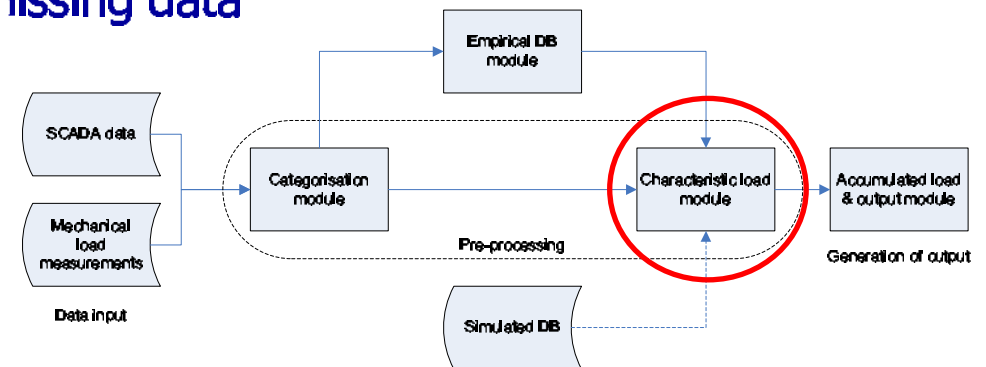 issing data
Empirical DB
module
SCADA data
Categorisation
module
Characteristic load
module
Accumulated load
& output module
Mechanical
load
measurements
Pre-processing
Generation of output
Data input
Simulated DB